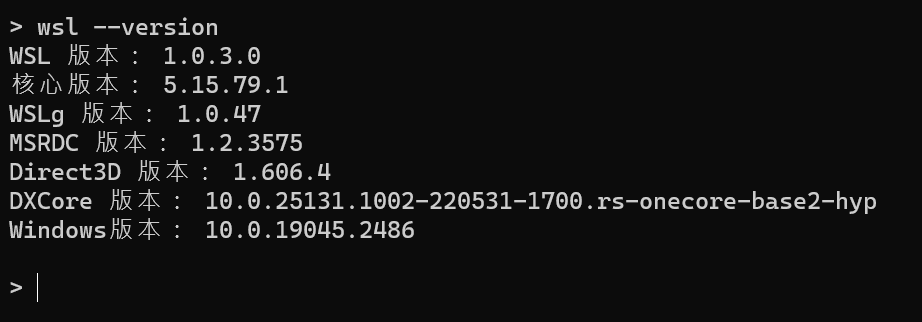 > wsl --version
WSL 版本： 1.0.3.0
核心版本： 5.15.79.1
WSLg 版本： 1.0.47
MSRDC 版本： 1.2.3575
Direct3D 版本： 1.606.4
DXCore 版本： 10.0.25131.1002-220531-1700.rs-onecore-base2-hyp
Windows版本： 10.0.19045.2486
>